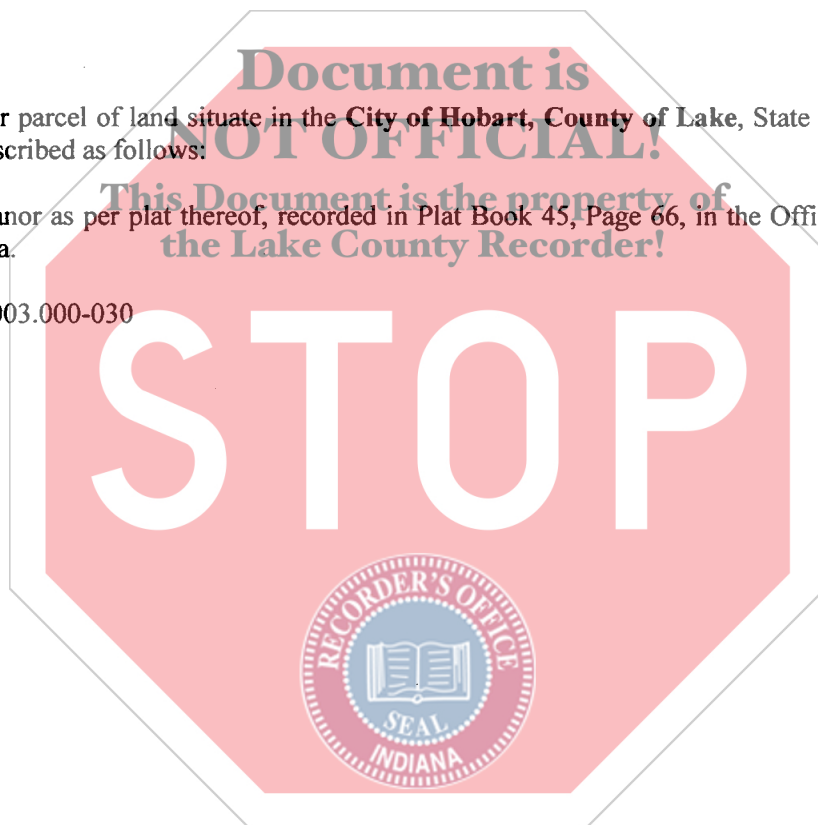 Document is
r parcel of land situate in the City of Hobart, County of Lake, State
scribed as follows:
NOT OFFICIAL!
This Document is the property of
anor as per plat thereof, recorded in Plat Book 45, Page 66, in the Offi
a.
the Lake County Recorder!
003.000-030
STOP
RECORDER'S OFFICE
SEAL
INDIANA